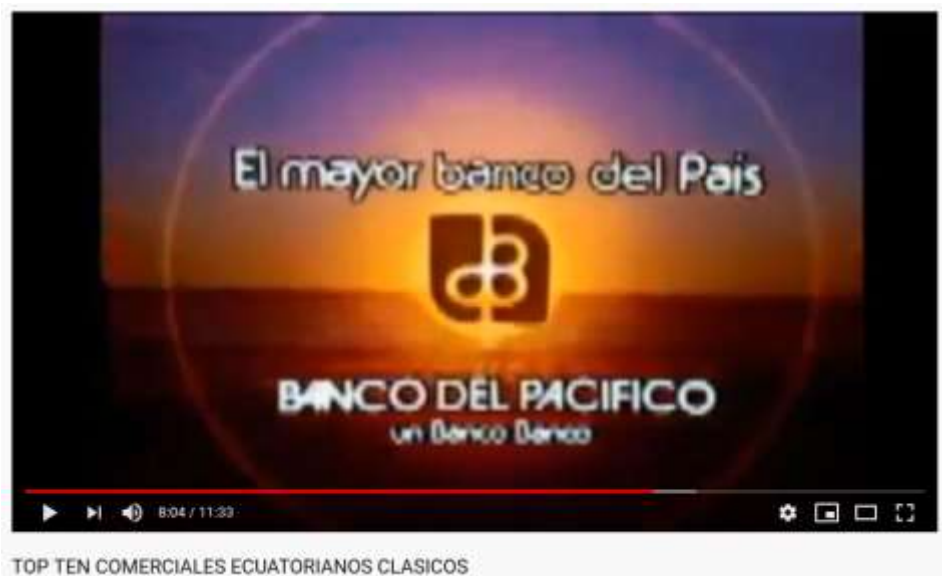 El mayor banco del Pais
BANCO DEL PACIFICO
un Banco Banco
8:04 / 11:33
TOP TEN COMERCIALES ECUATORIANOS CLASICOS